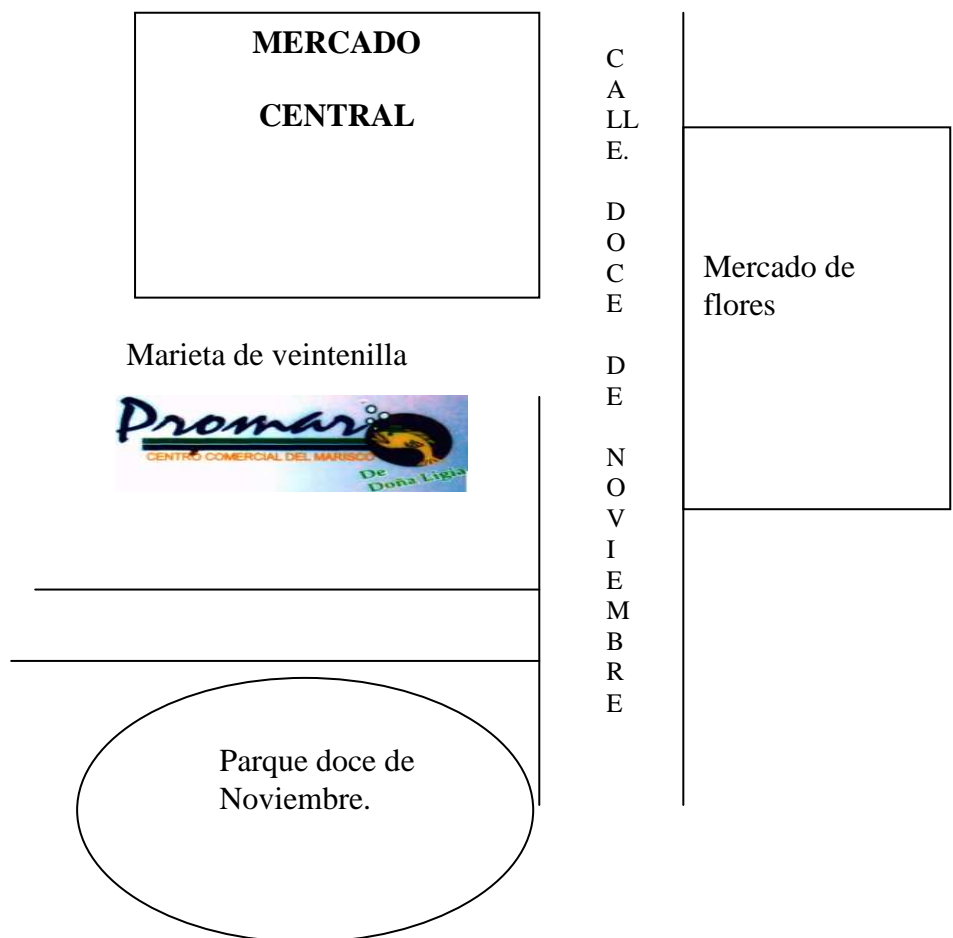 MERCADO
CENTRAL
C
A
LL
E.
D
O
C
E
D
E
N
O
V
I
E
M
B
R
E
Mercado de
flores
Marieta de veintenilla
Promar
CENTRO COMERCIAL DEL MARISCO
De
Doña Ligia
Parque doce de
Noviembre.